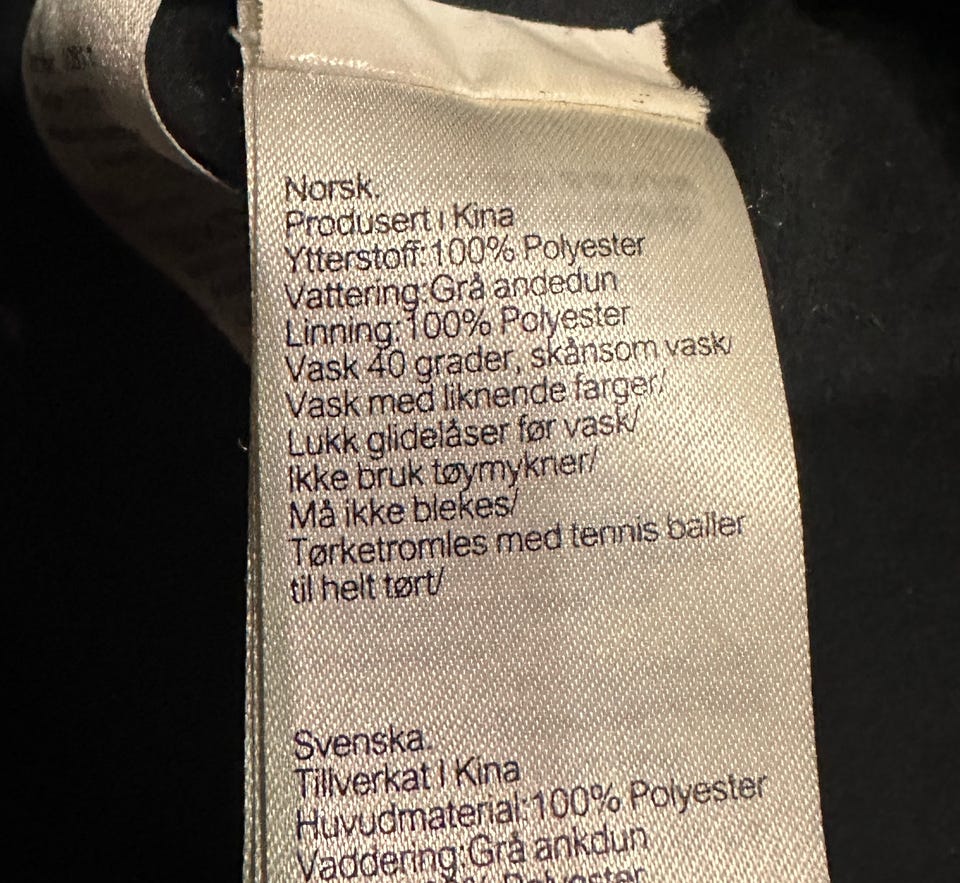 Norsk.
Produsert i Kina
Ytterstoff:100% Polyester
Vattering:Grå andedun
Linning:100% Polyester
Vask 40 grader, skånsom vask/
Vask med liknende farger/
Lukk glidelåser før vask/
Ikke bruk tøymykner/
Må ikke blekes/
Tørketromles med tennis baller
til helt tørt/
Svenska.
Tillverkat I Kina
Huvudmaterial:100% Polyester
Vaddering:Grå ankdun
Polyester